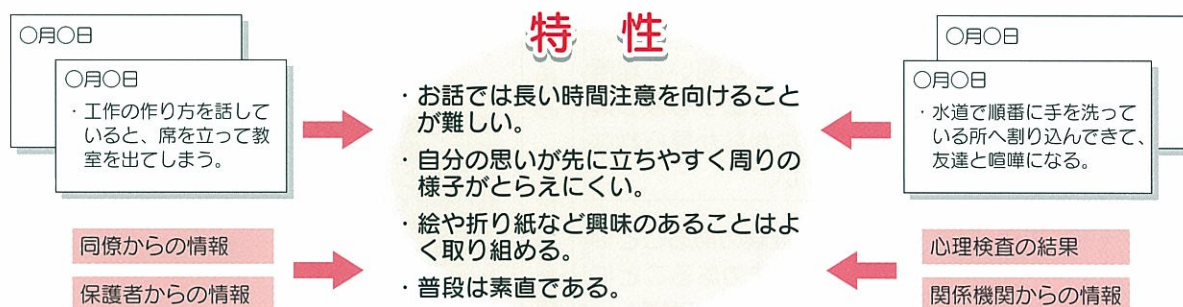 特 性
〇月〇日
〇月〇日
・工作の作り方を話して
いると、席を立って教
室を出てしまう。
・お話では長い時間注意を向けること
が難しい。
・自分の思いが先に立ちやすく周りの
様子がとらえにくい。
・絵や折り紙など興味のあることはよ
く取り組める。
・普段は素直である。
〇月〇日
〇月〇日
・水道で順番に手を洗って
いる所へ割り込んできて、
友達と喧嘩になる。
同僚からの情報
保護者からの情報
心理検査の結果
関係機関からの情報